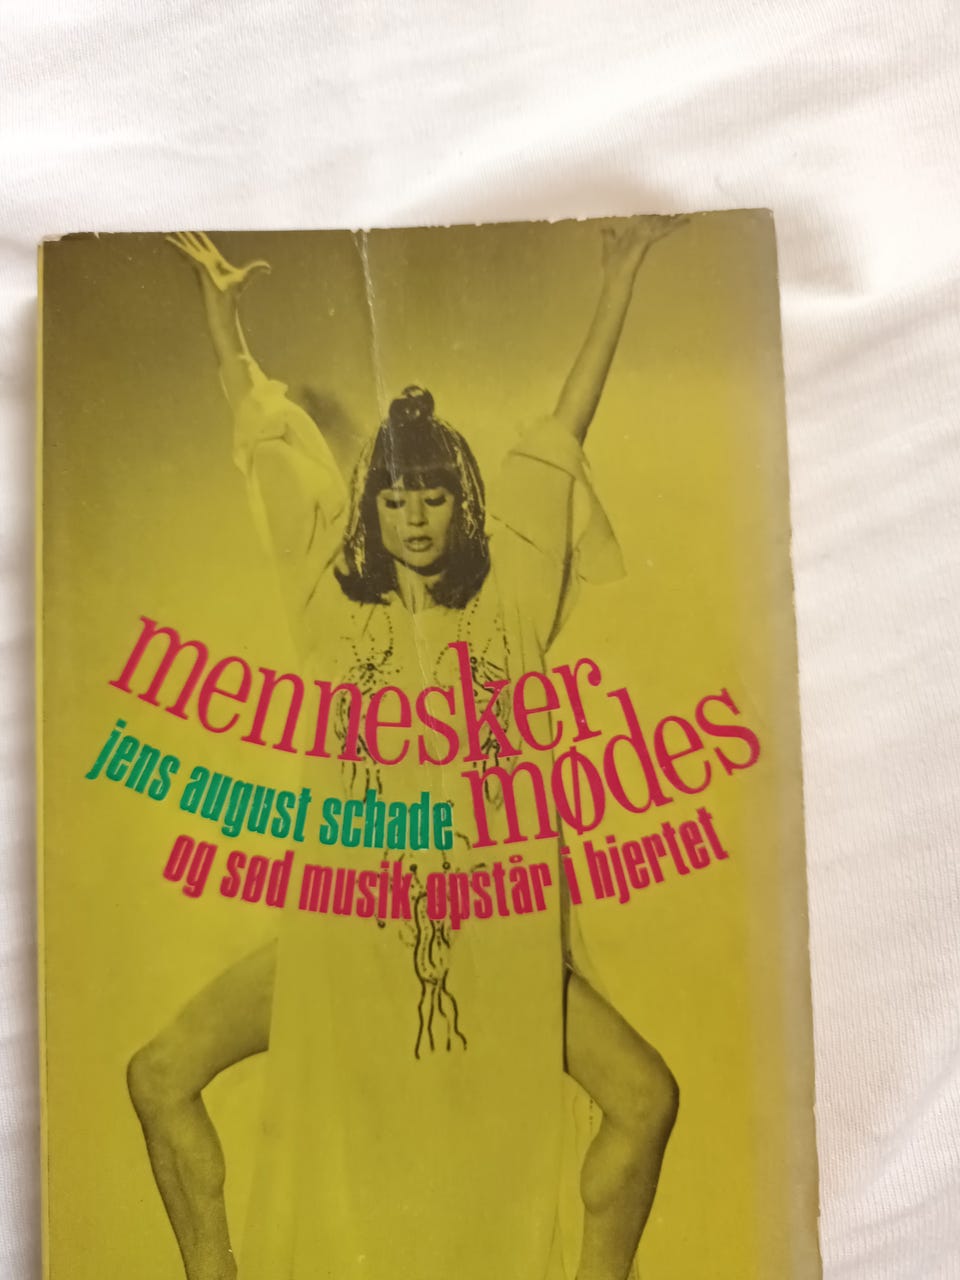 mennesker
mødes
jens august schade
og sød musik opstår i hjertet